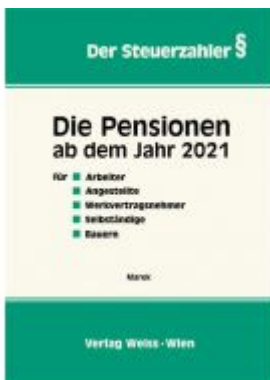 Der Steuerzahler §
Die Pensionen
ab dem Jahr 2021
für ■ Arbeiter
■ Angestellte
■ Werkvertragsnehmer
■ Selbständige
■ Bauern
Marek
Verlag Weiss · Wien